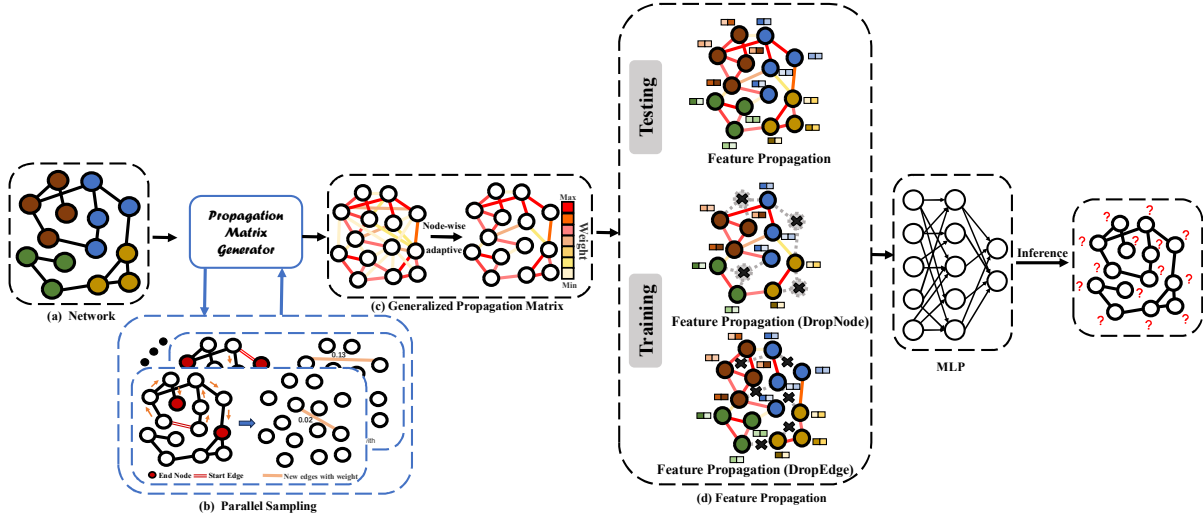 (a) Network
Propagation
Matrix
Generator
0.13
0.02
ith
End Node
Start Edge
New edges with weight
(b) Parallel Sampling
Node-wise
adaptive
Max
Weight
Min
(c) Generalized Propagation Matrix
Testing
Feature Propagation
Training
Feature Propagation (DropNode)
Feature Propagation (DropEdge)
(d) Feature Propagation
MLP
Inference
?
?
?
?
?
?
?
?
?
?
?
?